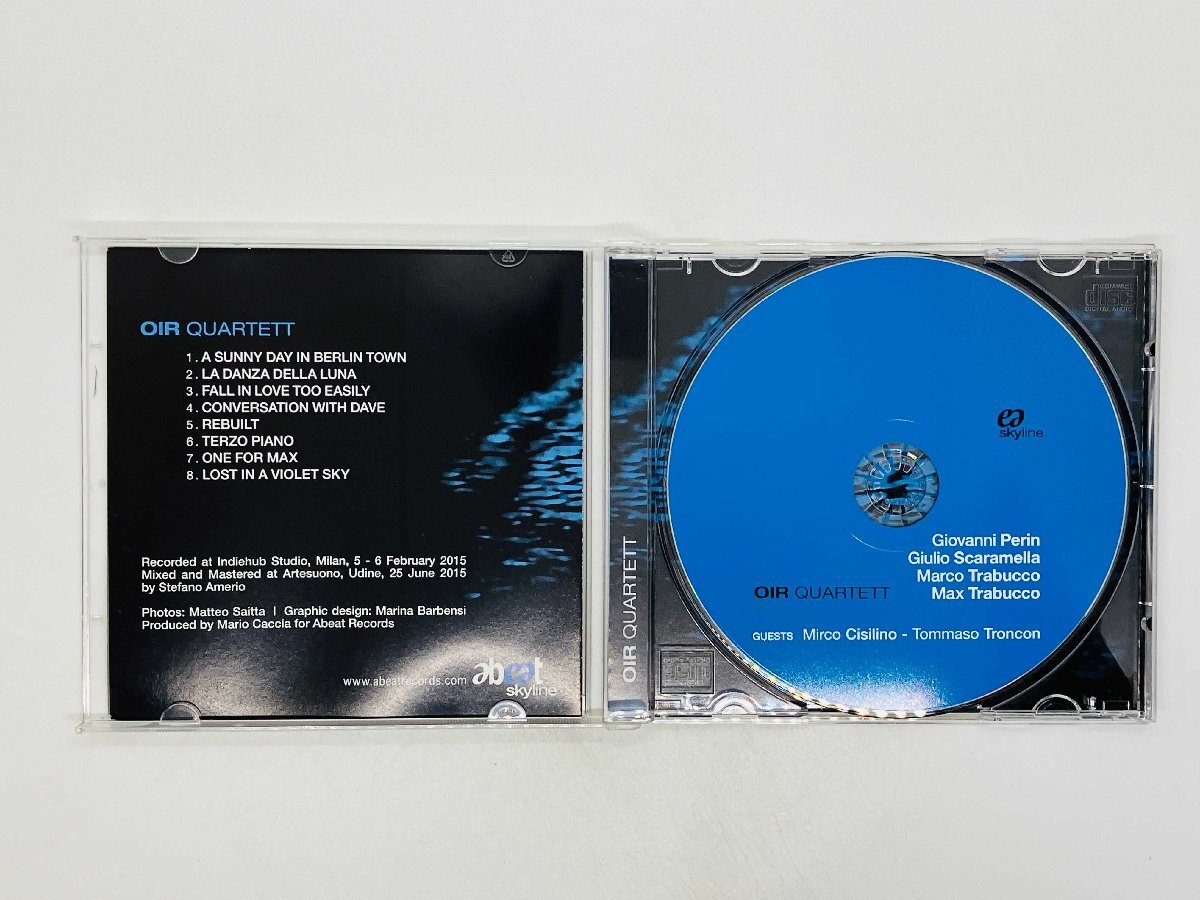 OIR QUARTETT
1. A SUNNY DAY IN BERLIN TOWN
2. LA DANZA DELLA LUNA
3. FALL IN LOVE TOO EASILY
4. CONVERSATION WITH DAVE
5. REBUILT
6. TERZO PIANO
7. ONE FOR MAX
8. LOST IN A VIOLET SKY
Recorded at Indiehub Studio, Milan, 5 - 6 February 2015
Mixed and Mastered at Artesuono, Udine, 25 June 2015
by Stefano Amerio
Photos: Matteo Saitta | Graphic design: Marina Barbensi
Produced by Mario Caccia for Abeat Records
www.abeatrecords.com abeat
skyline
OIR QUARTETT
COMPACT
disc
DIGITAL AUDIO
skyline
Giovanni Perin
Giulio Scaramella
Marco Trabucco
Max Trabucco
OIR QUARTETT
GUESTS Mirco Cisilino - Tommaso Troncon